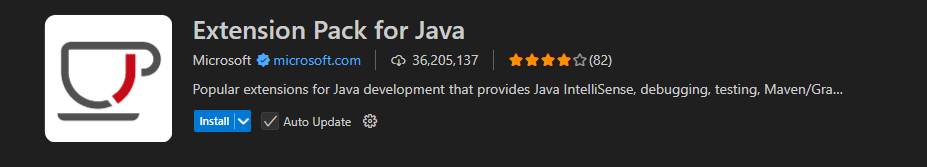 Extension Pack for Java
Microsoft microsoft.com 36,205,137 (82)
Popular extensions for Java development that provides Java IntelliSense, debugging, testing, Maven/Gra...
Install Auto Update